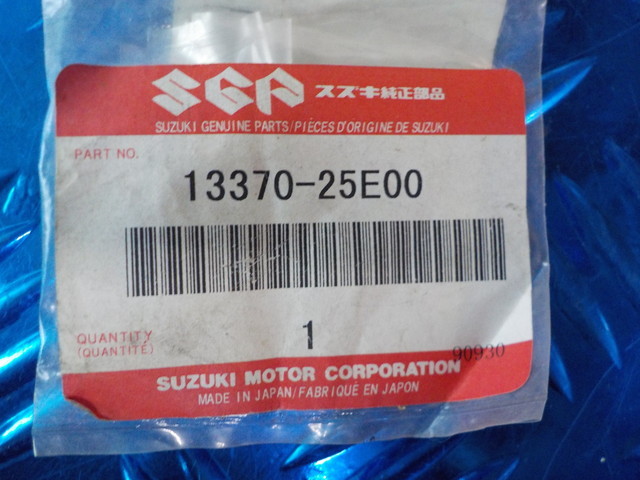 SGP スズキ純正部品
SUZUKI GENUINE PARTS/PIÈCES D'ORIGINE DE SUZUKI
PART NO.
13370-25E00
QUANTITY
(QUANTITÉ)
1
90930
SUZUKI MOTOR CORPORATION
MADE IN JAPAN/FABRIQUÉ EN JAPON